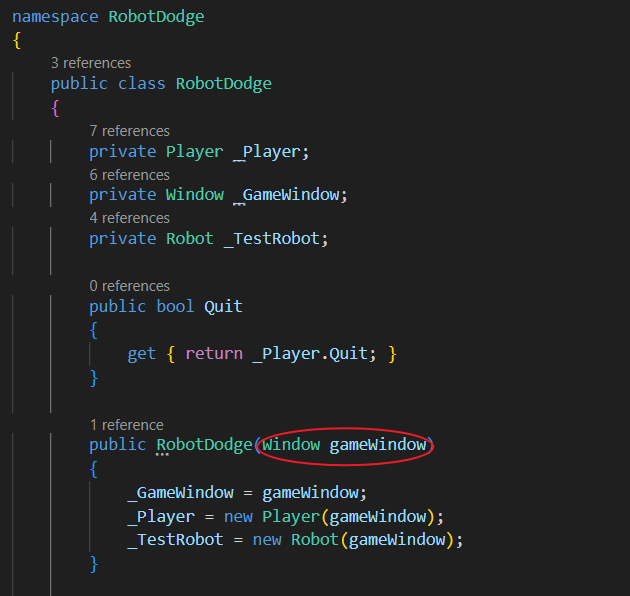 namespace RobotDodge
{
3 references
public class RobotDodge
{
7 references
private Player _Player;
6 references
private Window _GameWindow;
4 references
private Robot _TestRobot;
0 references
public bool Quit
{
get { return _Player.Quit; }
}
1 reference
public RobotDodge(Window gameWindow)
{
_GameWindow = gameWindow;
_Player = new Player(gameWindow);
_TestRobot = new Robot(gameWindow);
}